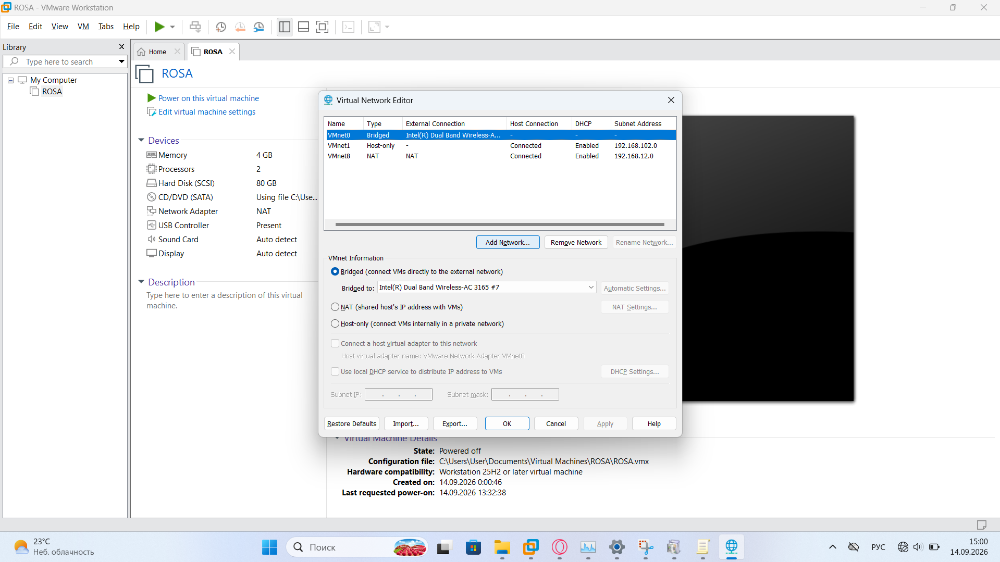 ROSA - VMware Workstation
File Edit View VM Tabs Help
Library
Type here to search
My Computer
ROSA
Home
ROSA
ROSA
Power on this virtual machine
Edit virtual machine settings
Devices
Memory 4 GB
Processors 2
Hard Disk (SCSI) 80 GB
CD/DVD (SATA) Using file C:\Use...
Network Adapter NAT
USB Controller Present
Sound Card Auto detect
Display Auto detect
Description
Type here to enter a description of this virtual
machine.
Virtual Network Editor
Name Type External Connection Host Connection DHCP Subnet Address
VMnet0 Bridged Intel(R) Dual Band Wireless-A... - - -
VMnet1 Host-only - Connected Enabled 192.168.102.0
VMnet8 NAT NAT Connected Enabled 192.168.12.0
Add Network... Remove Network Rename Network...
VMnet Information
Bridged (connect VMs directly to the external network)
Bridged to: Intel(R) Dual Band Wireless-AC 3165 #7 Automatic Settings...
NAT (shared host's IP address with VMs) NAT Settings...
Host-only (connect VMs internally in a private network)
Connect a host virtual adapter to this network
Host virtual adapter name: VMware Network Adapter VMnet0
Use local DHCP service to distribute IP address to VMs DHCP Settings...
Subnet IP: . . . Subnet mask: . . .
Restore Defaults Import... Export... OK Cancel Apply Help
Virtual Machine Details
State: Powered off
Configuration file: C:\Users\User\Documents\Virtual Machines\ROSA\ROSA.vmx
Hardware compatibility: Workstation 25H2 or later virtual machine
Created on: 14.09.2026 0:00:46
Last requested power-on: 14.09.2026 13:32:38
23°C
Неб. облачность
Поиск
РУС
15:00
14.09.2026